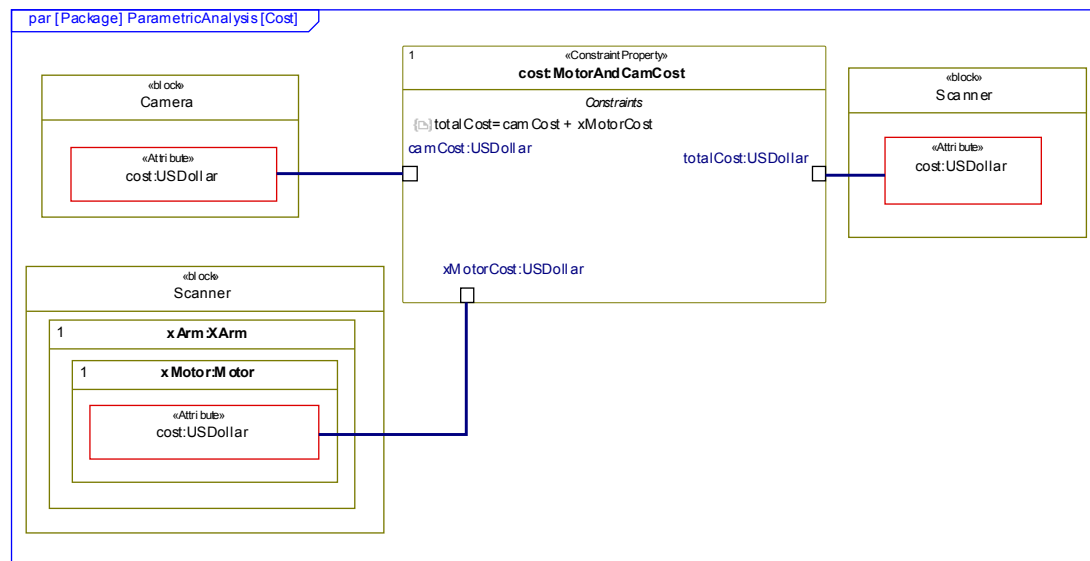 par [Package] ParametricAnalysis [Cost]
«block»
Camera
«Attribute»
cost:USDollar
1
«ConstraintProperty»
cost:MotorAndCamCost
Constraints
totalCost=camCost + xMotorCost
camCost:USDollar
totalCost:USDollar
xMotorCost:USDollar
«block»
Scanner
«Attribute»
cost:USDollar
«block»
Scanner
1
xArm:XArm
1
xMotor:Motor
«Attribute»
cost:USDollar